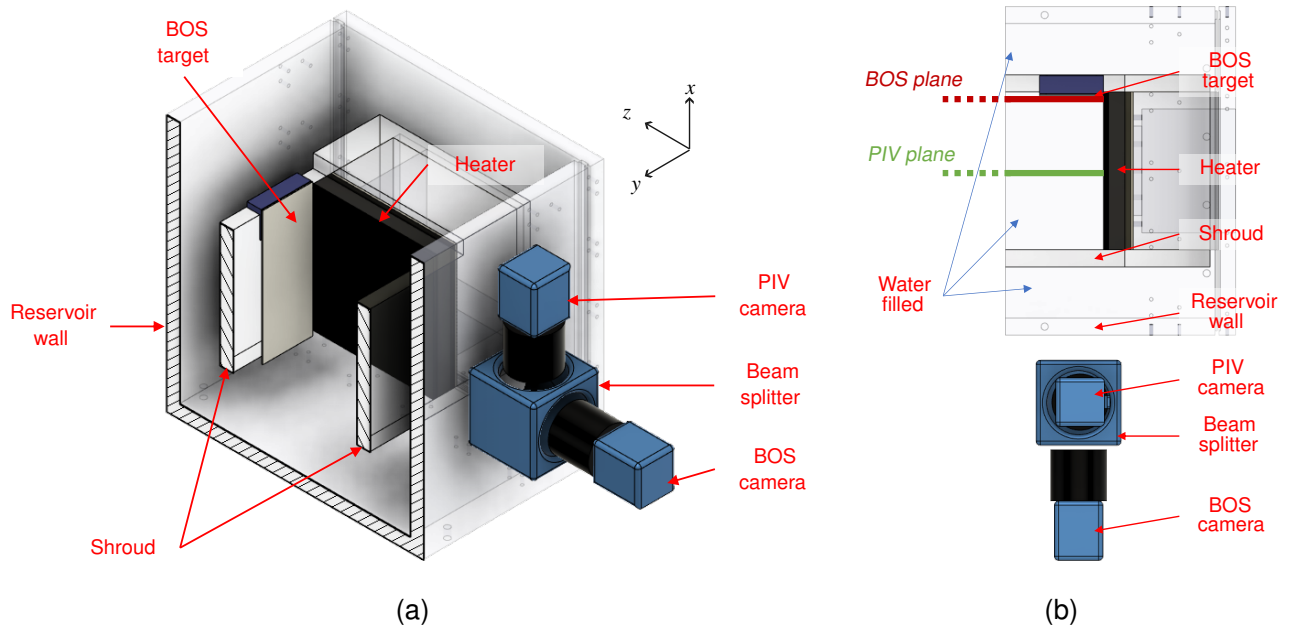 BOS
target
Heater
x
z
y
PIV
camera
Reservoir
wall
Beam
splitter
BOS
camera
Shroud
(a)
BOS plane
BOS
target
PIV plane
Heater
Shroud
Water
filled
Reservoir
wall
PIV
camera
Beam
splitter
BOS
camera
(b)